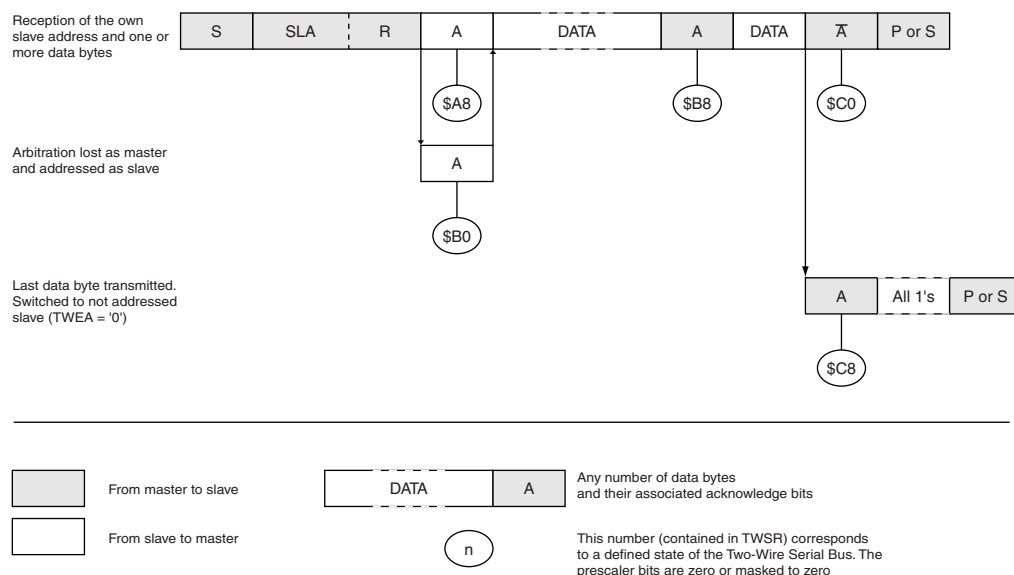 Reception of the own
slave address and one or
more data bytes
S SLA R A DATA A DATA A̅ P or S
$A8 $B8 $C0
Arbitration lost as master
and addressed as slave
A
$B0
Last data byte transmitted.
Switched to not addressed
slave (TWEA = '0')
A All 1's P or S
$C8
From master to slave
DATA A
Any number of data bytes
and their associated acknowledge bits
From slave to master
n
This number (contained in TWSR) corresponds
to a defined state of the Two-Wire Serial Bus. The
prescaler bits are zero or masked to zero